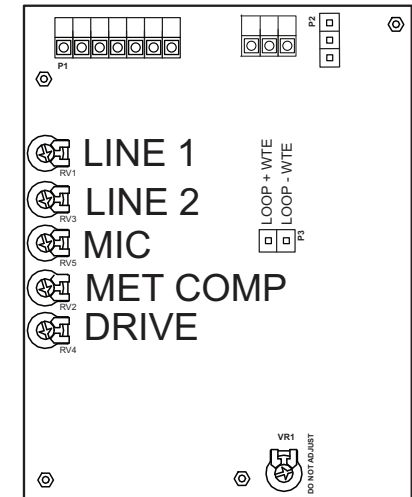 P1
P2
LINE 1
RV1
LINE 2
RV3
MIC
RV5
MET COMP
RV2
DRIVE
RV4
LOOP + WTE
LOOP - WTE
P3
VR1
DO NOT ADJUST